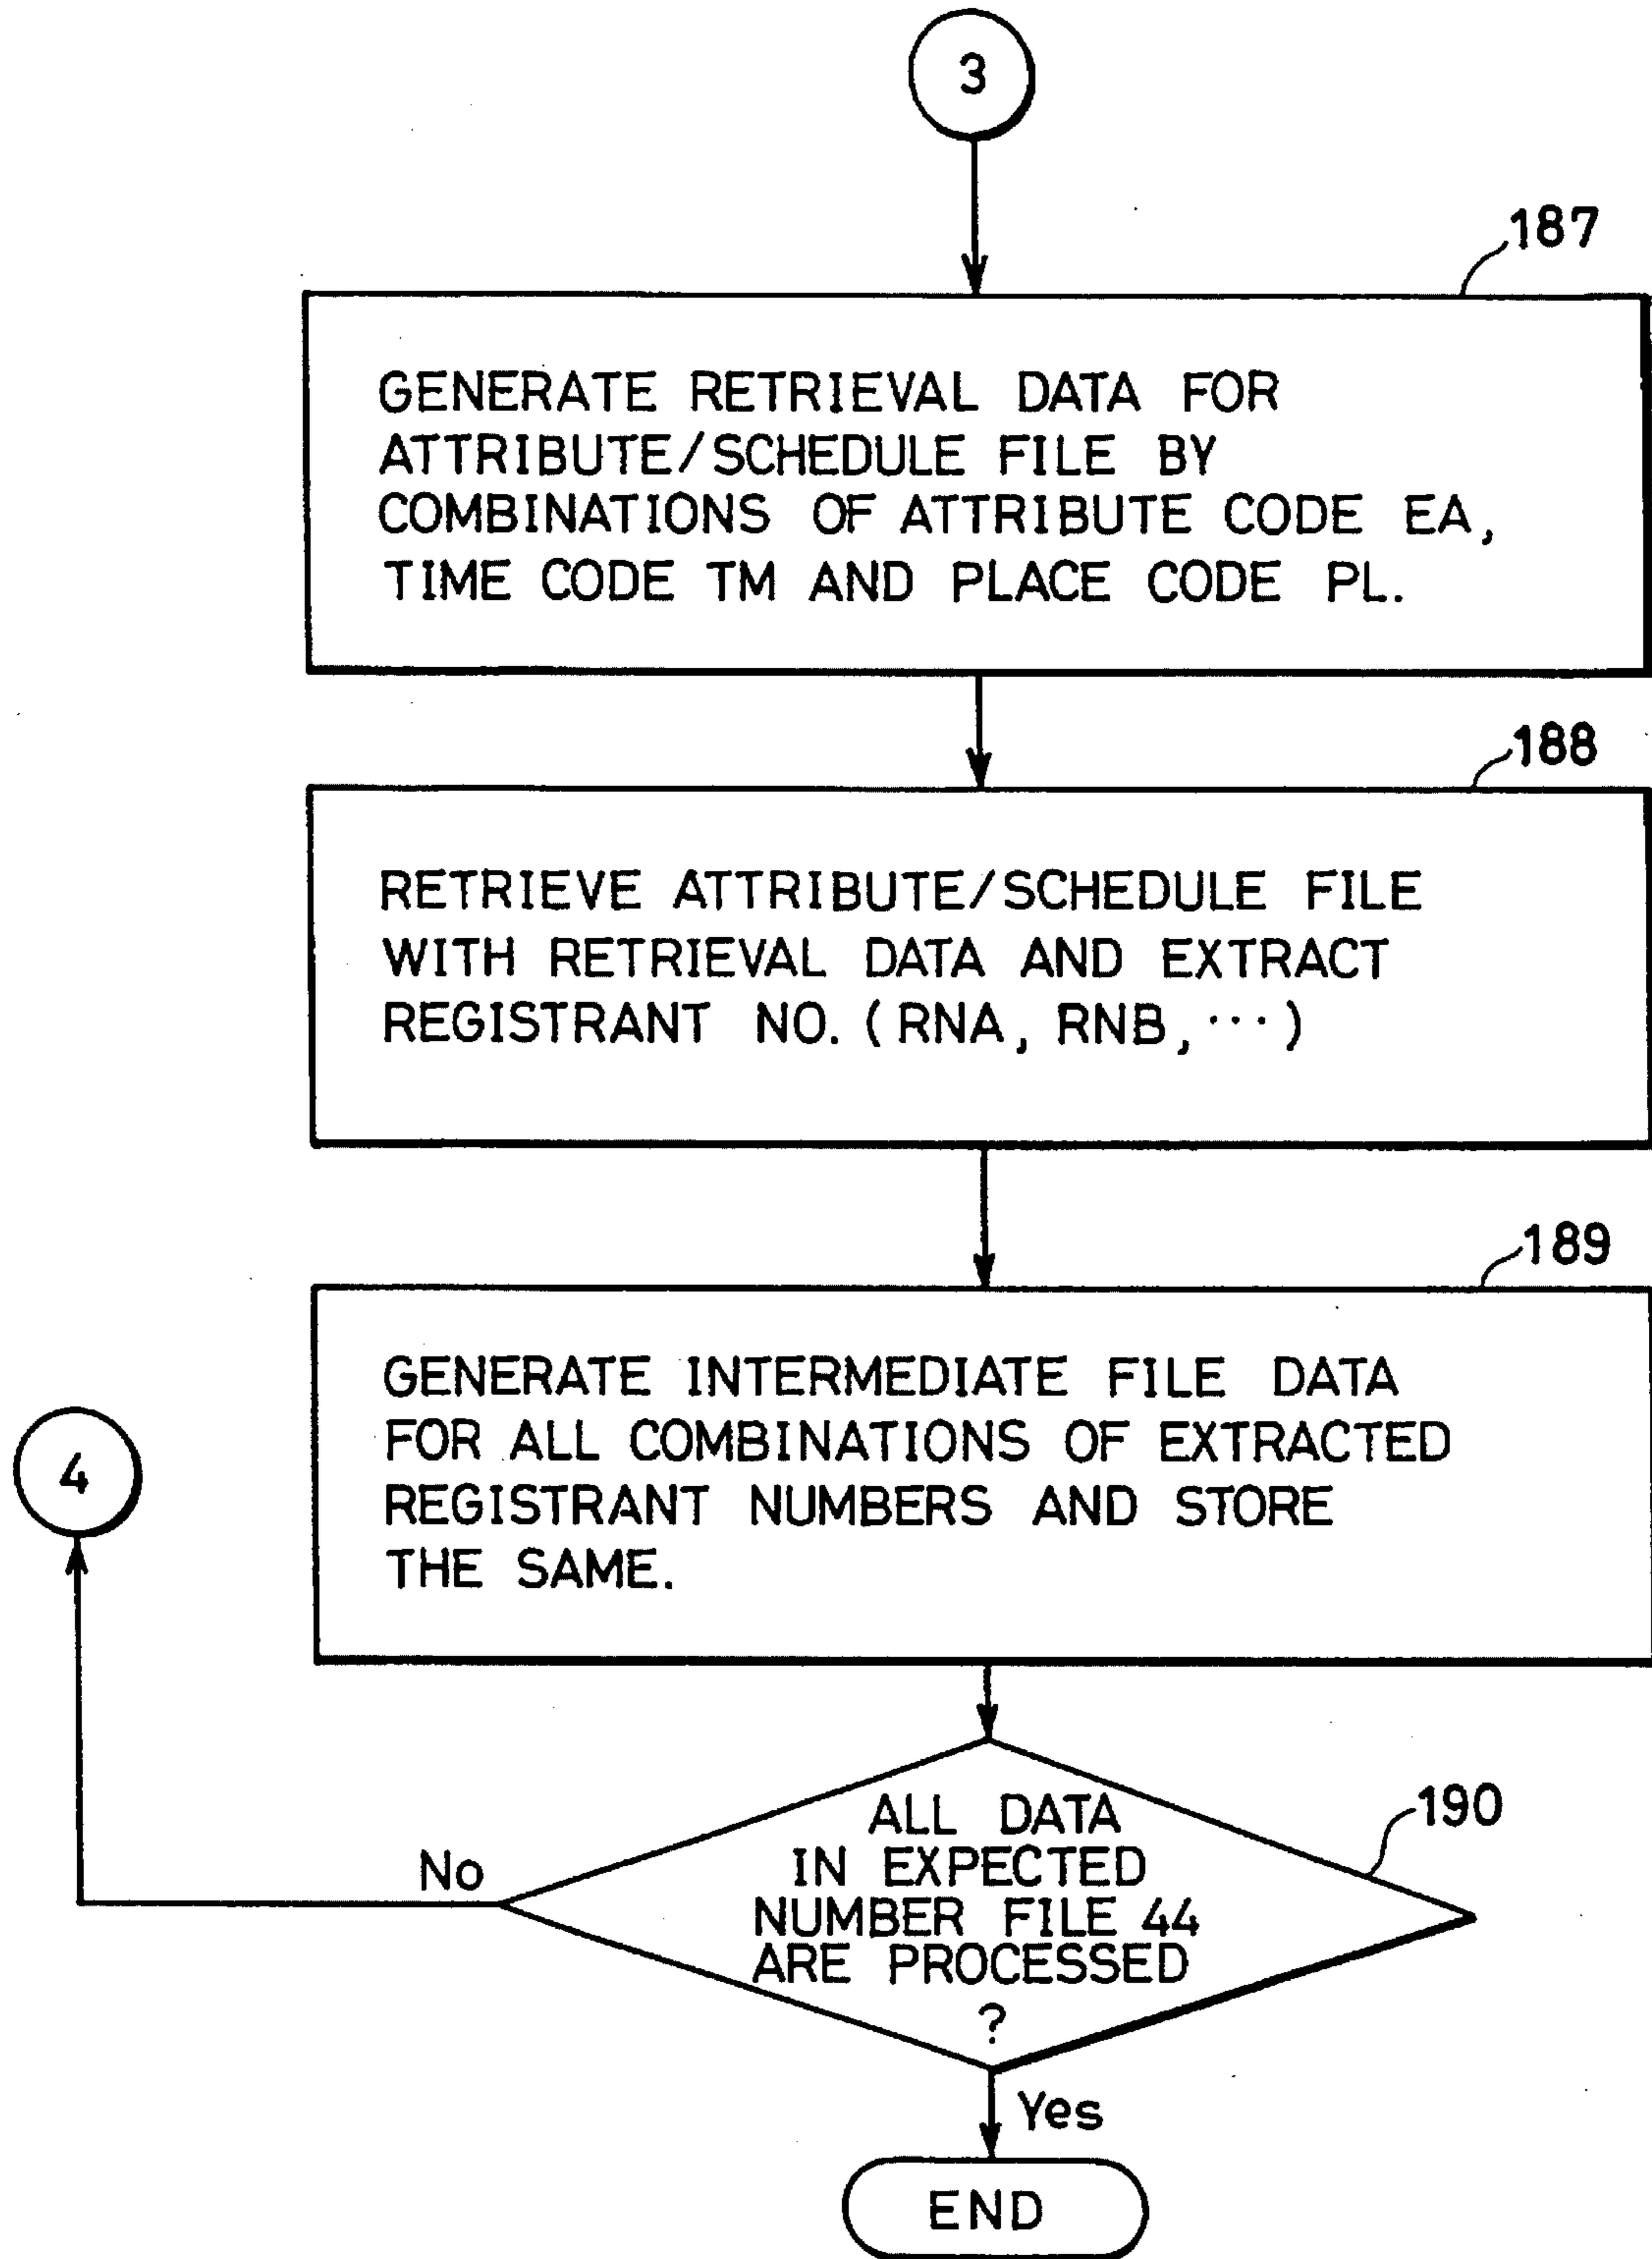 3
187
GENERATE RETRIEVAL DATA FOR
ATTRIBUTE/SCHEDULE FILE BY
COMBINATIONS OF ATTRIBUTE CODE EA,
TIME CODE TM AND PLACE CODE PL.
188
RETRIEVE ATTRIBUTE/SCHEDULE FILE
WITH RETRIEVAL DATA AND EXTRACT
REGISTRANT NO. (RNA, RNB, ···)
189
GENERATE INTERMEDIATE FILE DATA
FOR ALL COMBINATIONS OF EXTRACTED
REGISTRANT NUMBERS AND STORE
THE SAME.
4
190
ALL DATA
IN EXPECTED
NUMBER FILE 44
ARE PROCESSED
?
No
Yes
END